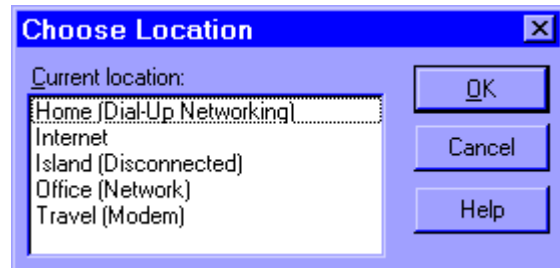 Choose Location
Current location:
Home (Dial-Up Networking)
Internet
Island (Disconnected)
Office (Network)
Travel (Modem)
OK
Cancel
Help